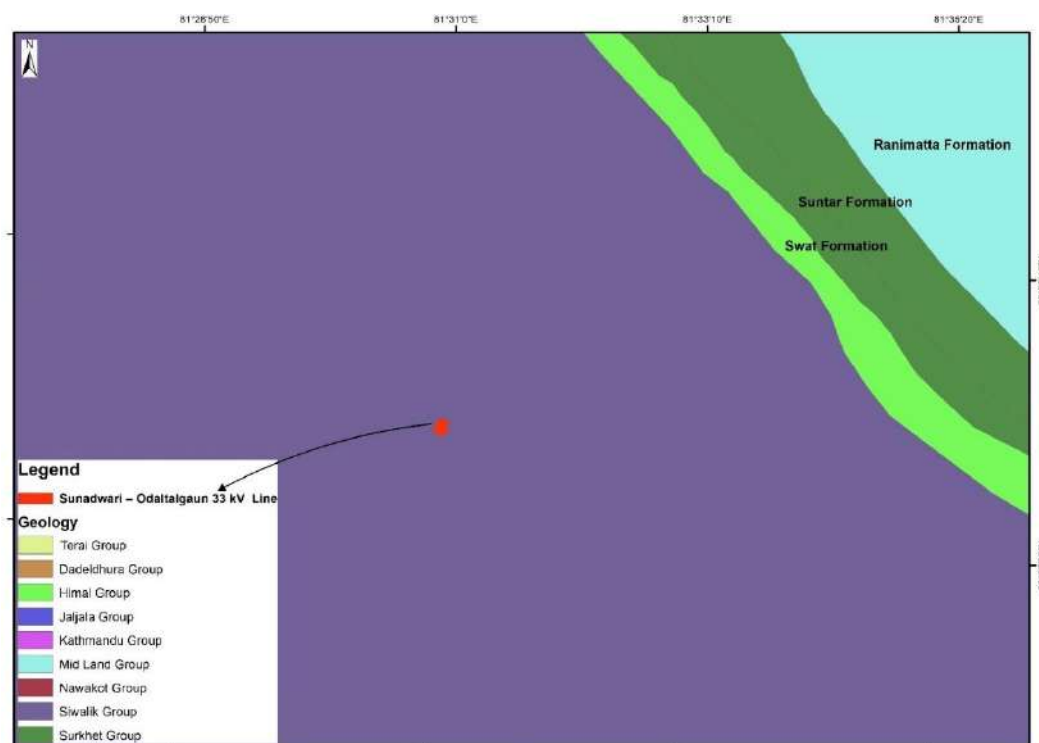 81°28'50"E 81°31'0"E 81°33'10"E 81°35'20"E
N
Ranimatta Formation
Suntar Formation
Swat Formation
Legend
Sunadwari – Odaltalgaun 33 kV Line
Geology
Terai Group
Dadeldhura Group
Himal Group
Jaljala Group
Kathmandu Group
Mid Land Group
Nawakot Group
Siwalik Group
Surkhet Group